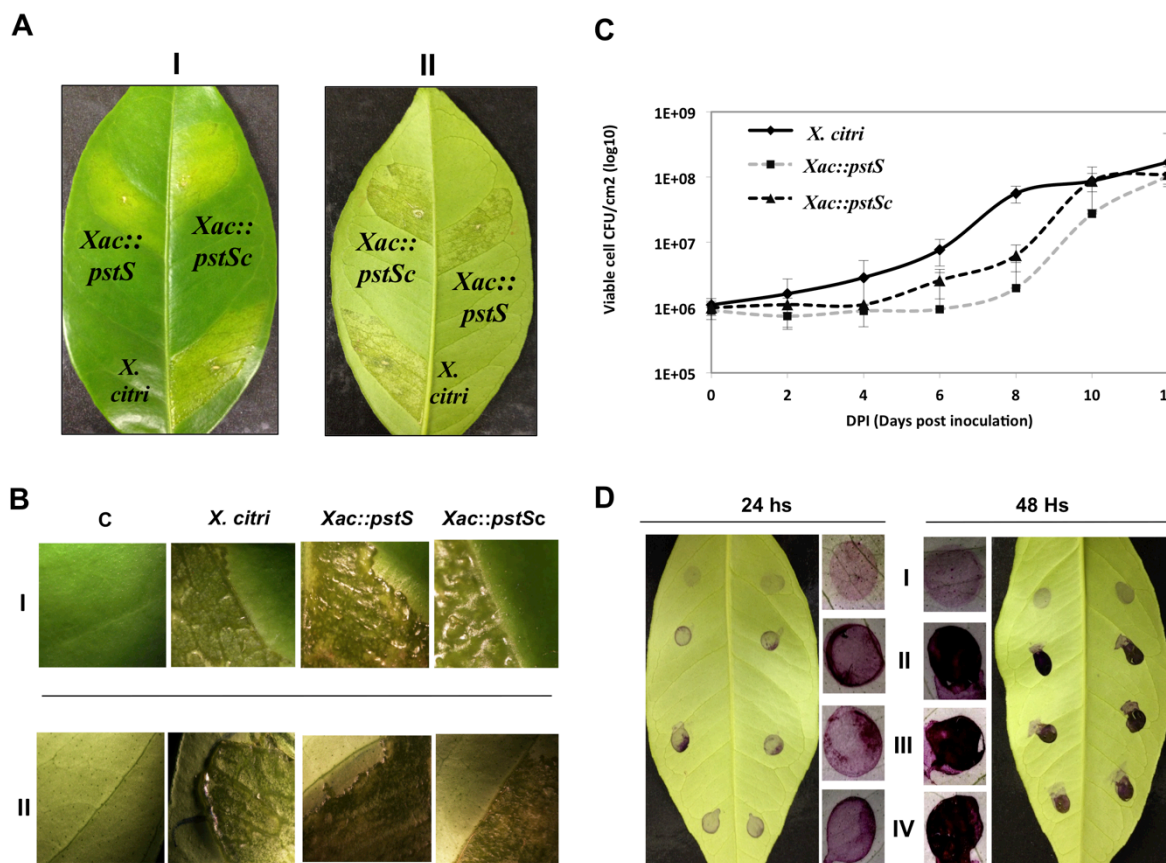 A
I
II
Xac::
pstS
Xac::
pstSc
X.
citri
Xac::
pstSc
Xac::
pstS
X.
citri
B
C
X. citri
Xac::pstS
Xac::pstSc
I
II
C
Viable cell CFU/cm2 (log10)
1E+09
1E+08
1E+07
1E+06
1E+05
X. citri
Xac::pstS
Xac::pstSc
0
2
4
6
8
10
DPI (Days post inoculation)
D
24 hs
48 Hs
I
II
III
IV